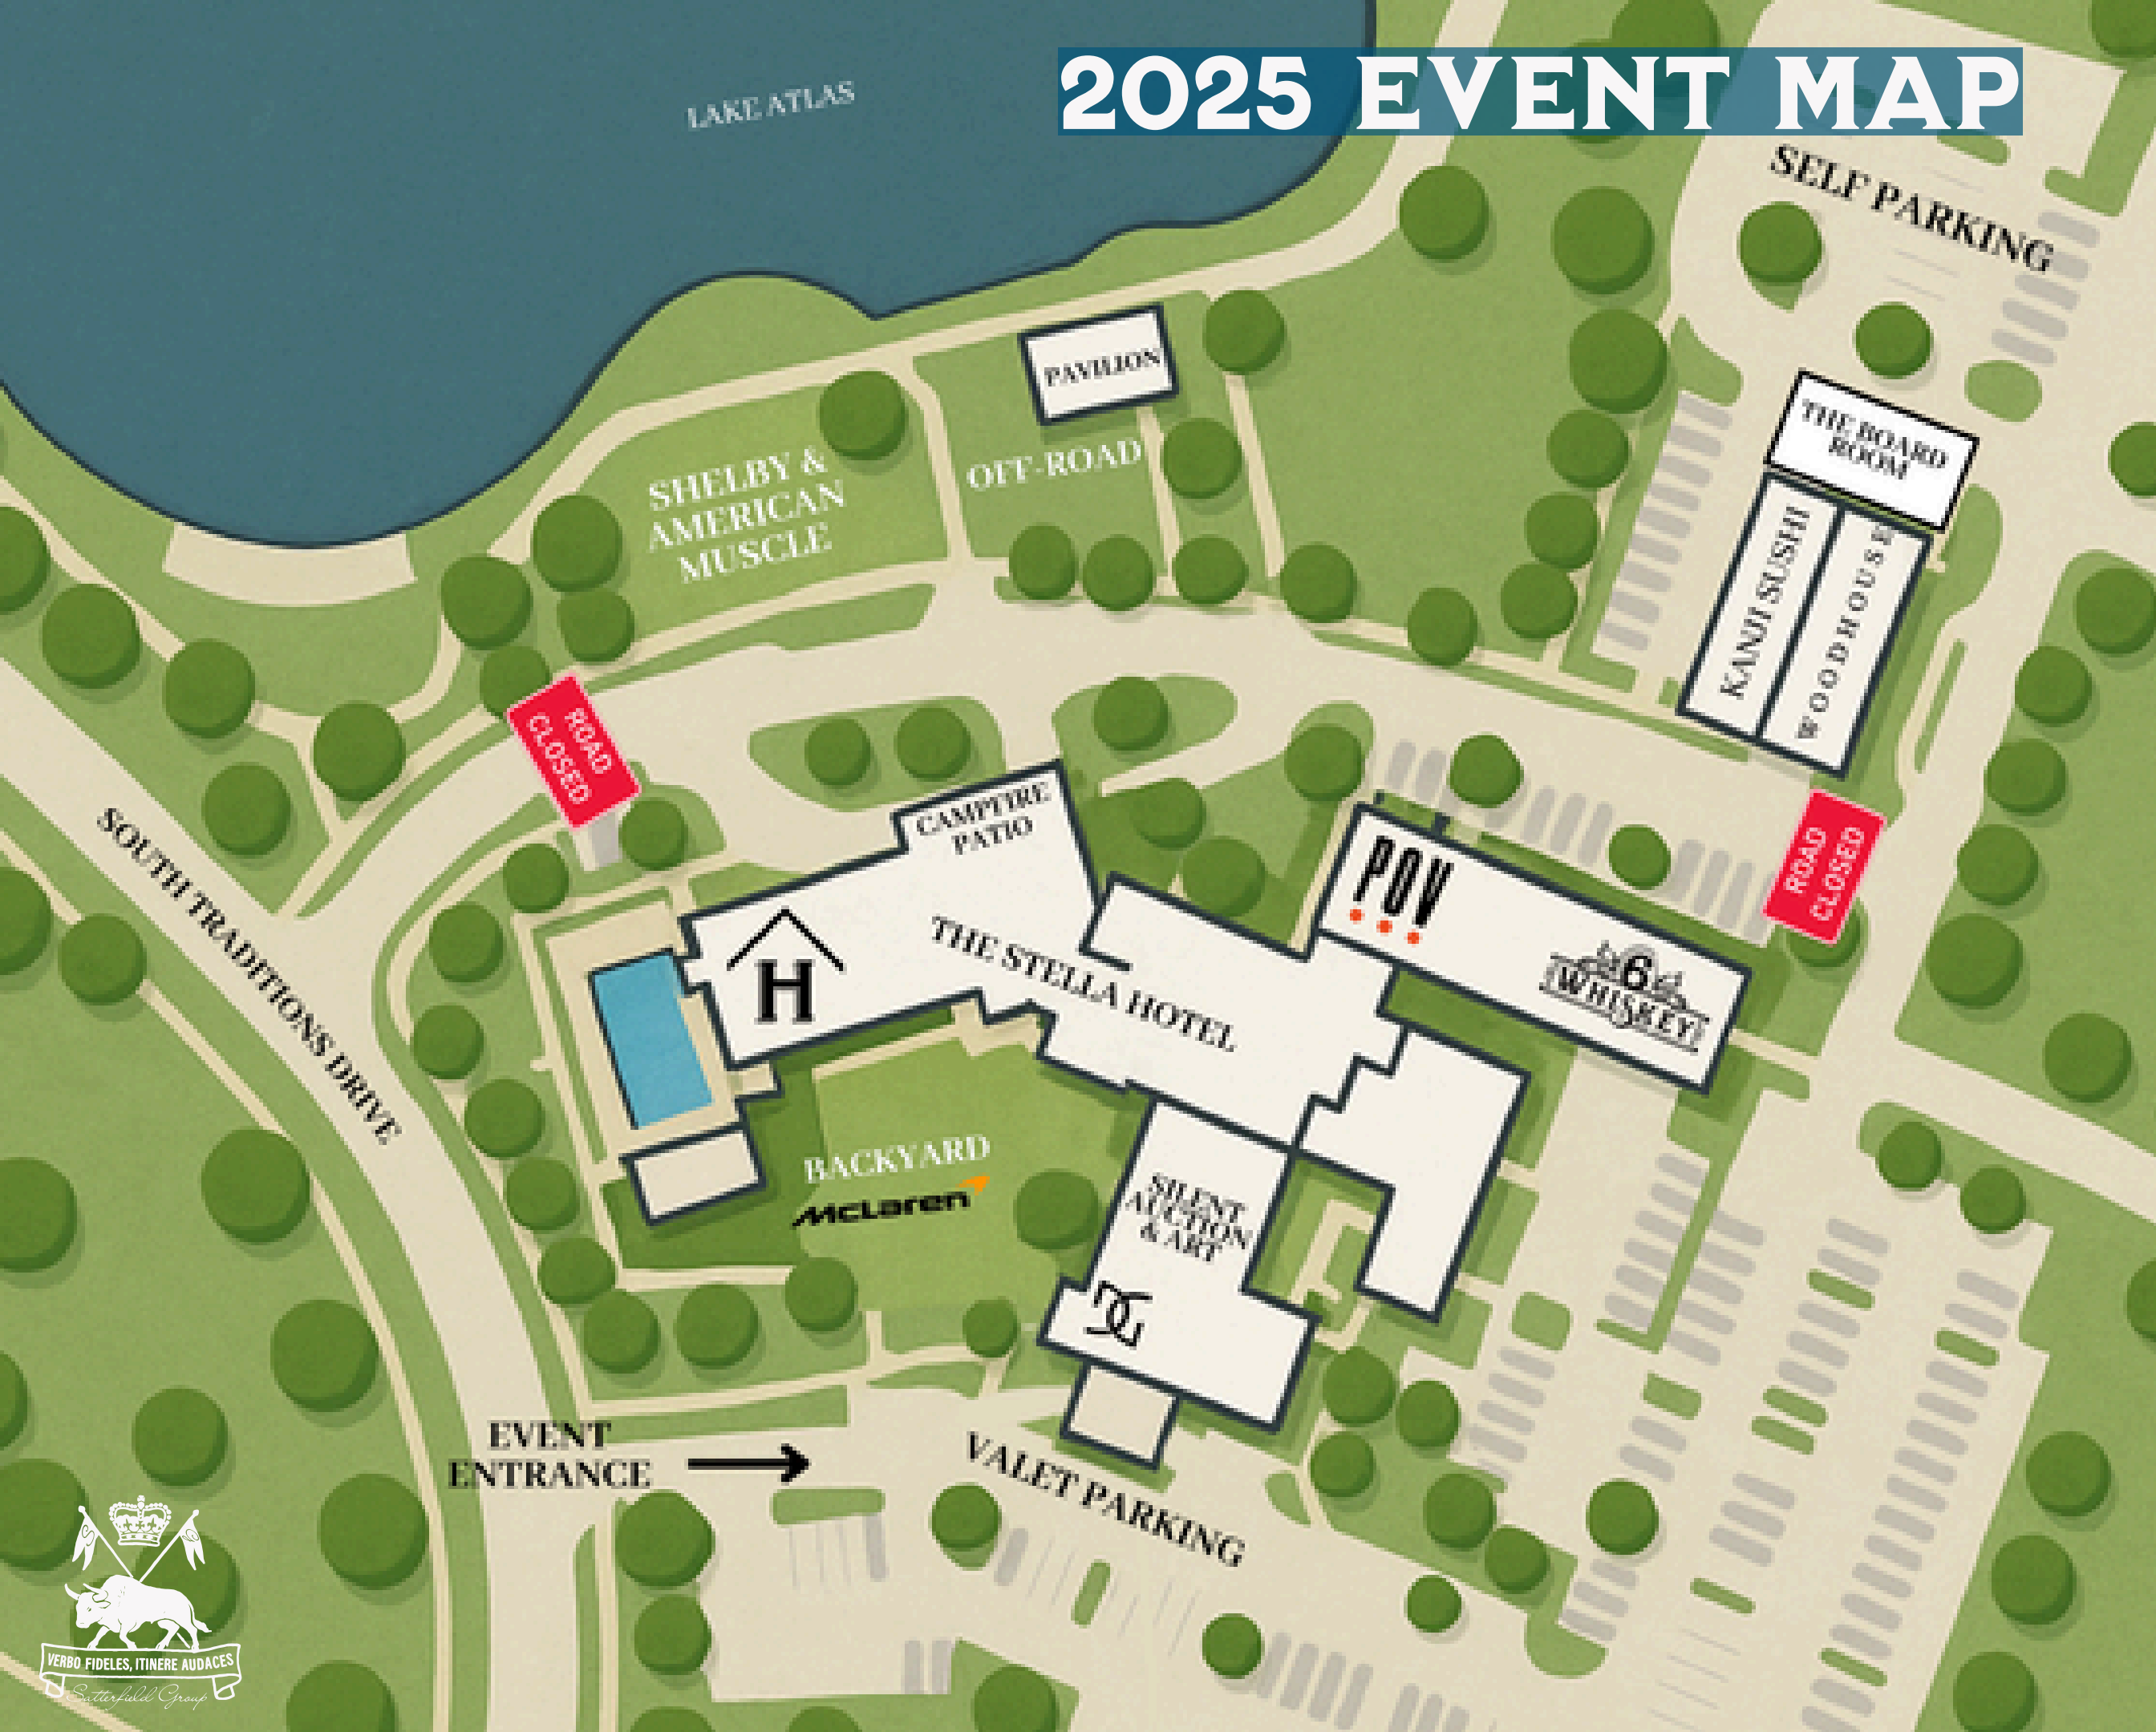 2025 EVENT MAP
LAKE ATLAS
SELF PARKING
PAVILION
OFF-ROAD
SHELBY &
AMERICAN
MUSCLE
THE BOARD
ROOM
KANJI SUSHI
WOODHOUSE
ROAD
CLOSED
CAMPFIRE
PATIO
POV
ROAD
CLOSED
H
THE STELLA HOTEL
6
WHISKEY
SOUTH TRADITIONS DRIVE
BACKYARD
McLaren
SILENT
AUCTION
& ART
DG
EVENT
ENTRANCE
VALET PARKING
VERBO FIDELES, ITINERE AUDACES
Satterfield Group